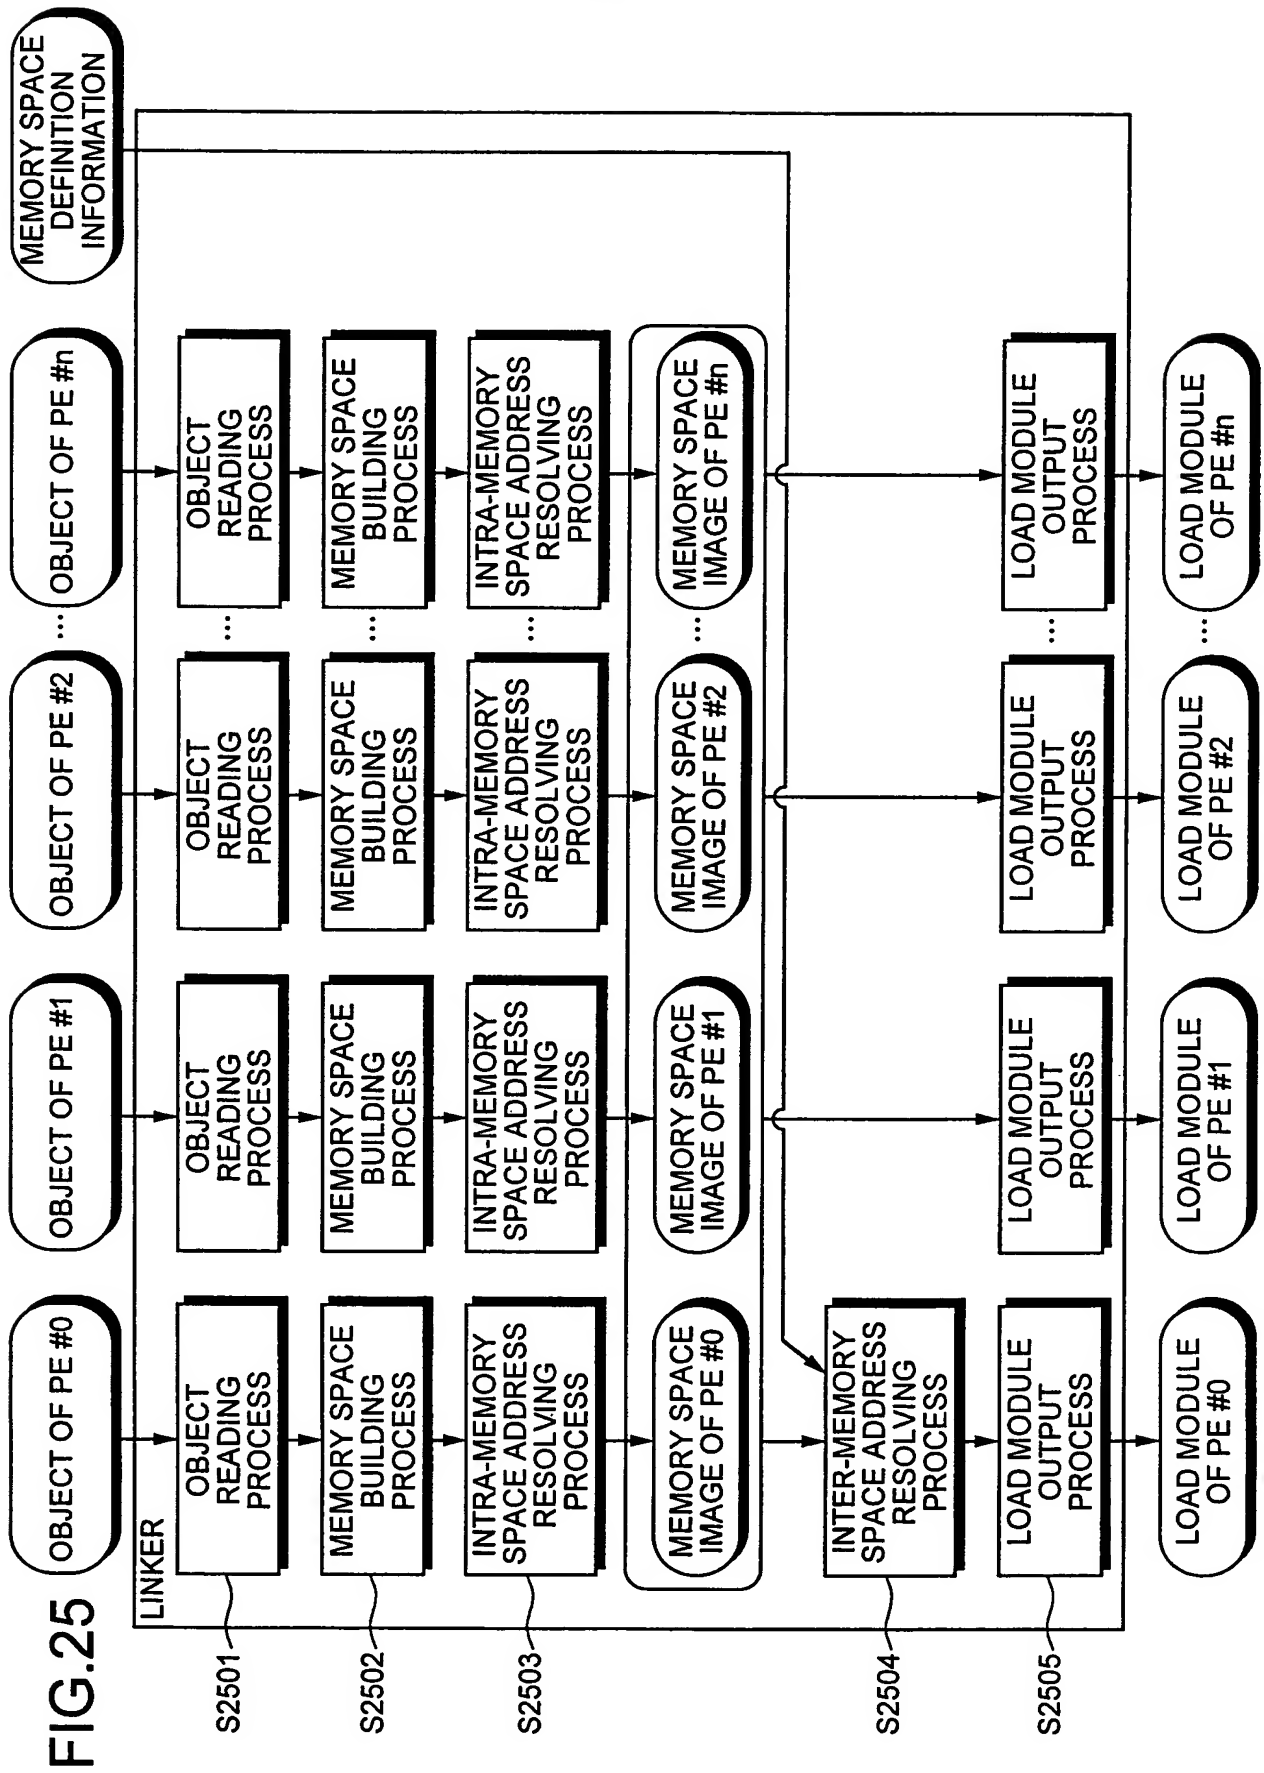 FIG.25
OBJECT OF PE #0
OBJECT OF PE #1
OBJECT OF PE #2
...
OBJECT OF PE #n
MEMORY SPACE
DEFINITION
INFORMATION
LINKER
S2501
OBJECT
READING
PROCESS
OBJECT
READING
PROCESS
OBJECT
READING
PROCESS
...
OBJECT
READING
PROCESS
S2502
MEMORY SPACE
BUILDING
PROCESS
MEMORY SPACE
BUILDING
PROCESS
MEMORY SPACE
BUILDING
PROCESS
...
MEMORY SPACE
BUILDING
PROCESS
S2503
INTRA-MEMORY
SPACE ADDRESS
RESOLVING
PROCESS
INTRA-MEMORY
SPACE ADDRESS
RESOLVING
PROCESS
INTRA-MEMORY
SPACE ADDRESS
RESOLVING
PROCESS
...
INTRA-MEMORY
SPACE ADDRESS
RESOLVING
PROCESS
MEMORY SPACE
IMAGE OF PE #0
MEMORY SPACE
IMAGE OF PE #1
MEMORY SPACE
IMAGE OF PE #2
...
MEMORY SPACE
IMAGE OF PE #n
S2504
INTER-MEMORY
SPACE ADDRESS
RESOLVING
PROCESS
S2505
LOAD MODULE
OUTPUT
PROCESS
LOAD MODULE
OUTPUT
PROCESS
LOAD MODULE
OUTPUT
PROCESS
...
LOAD MODULE
OUTPUT
PROCESS
LOAD MODULE
OF PE #0
LOAD MODULE
OF PE #1
LOAD MODULE
OF PE #2
...
LOAD MODULE
OF PE #n